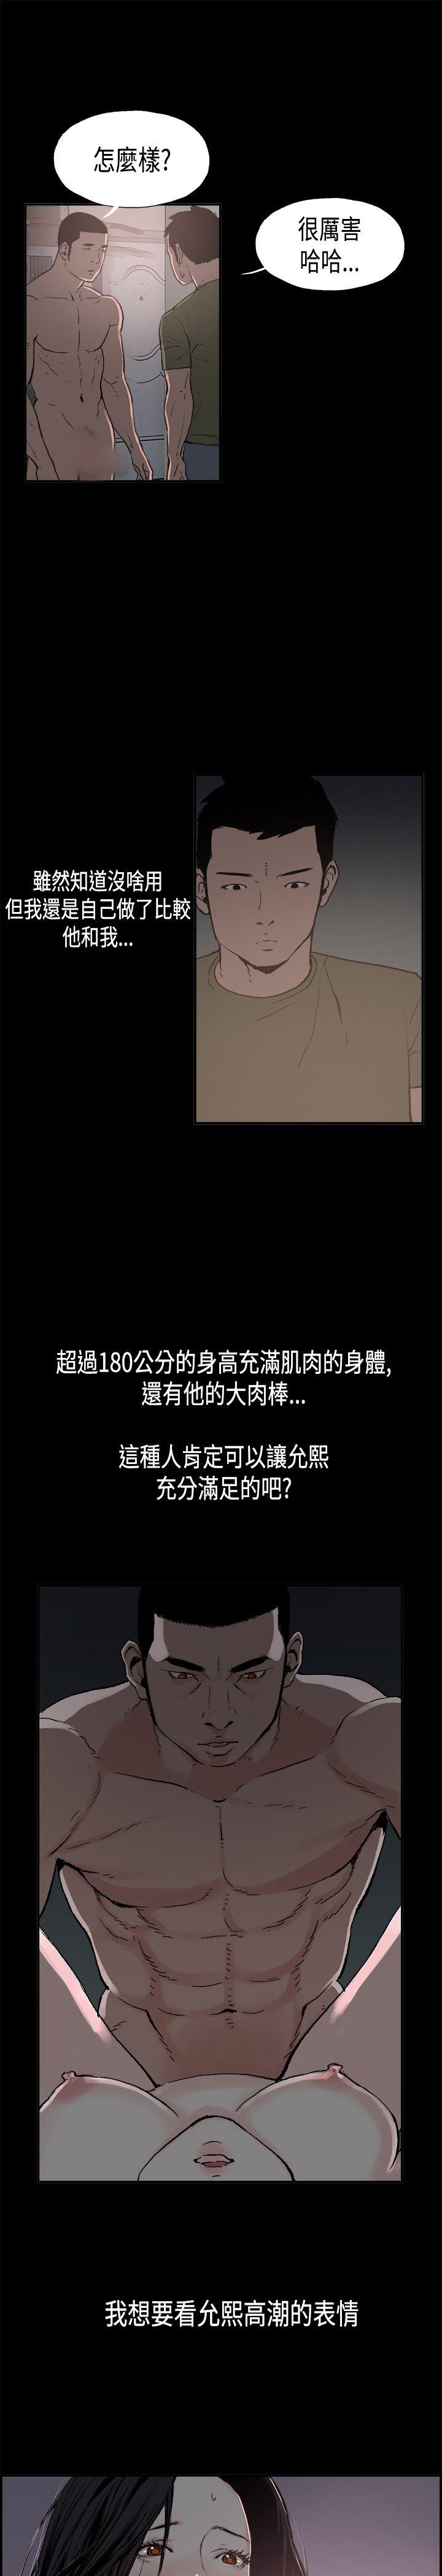 怎麼樣?
很厲害
哈哈...
雖然知道沒啥用
但我還是自己做了比較
他和我...
超過180公分的身高充滿肌肉的身體,
還有他的大肉棒...
這種人肯定可以讓允熙
充分滿足的吧?
我想要看允熙高潮的表情